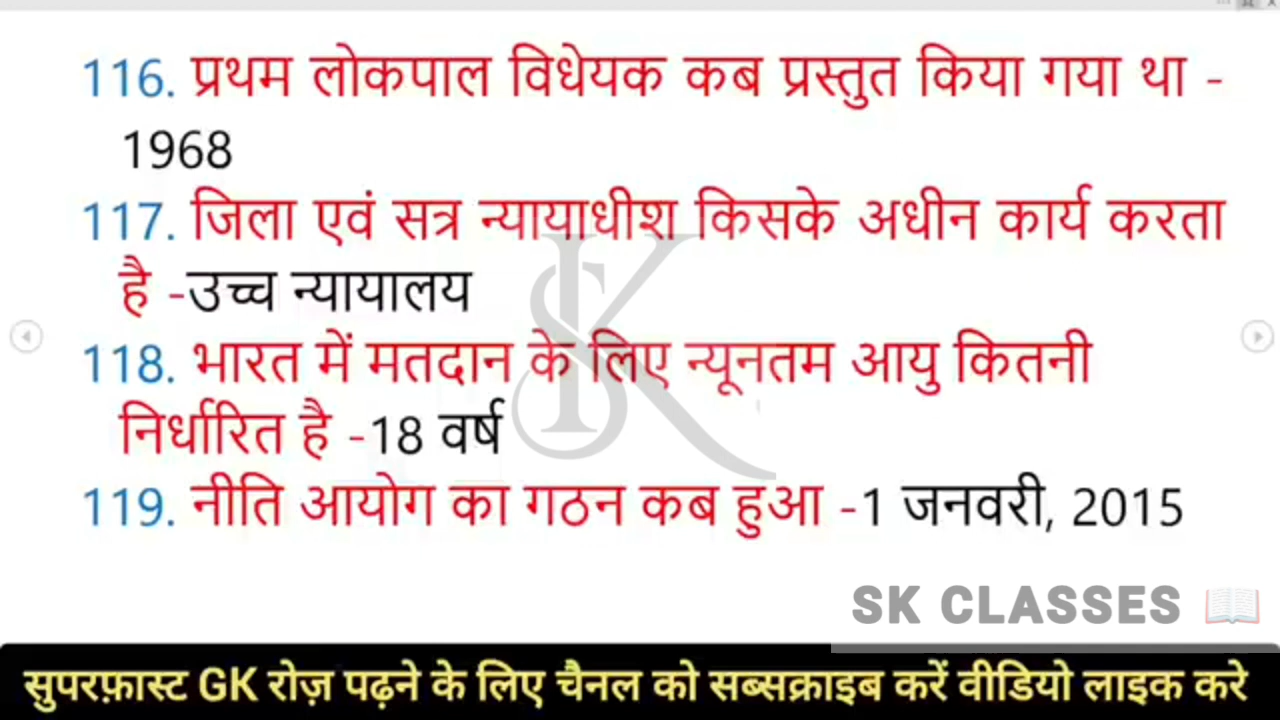 116. प्रथम लोकपाल विधेयक कब प्रस्तुत किया गया था -
1968
117. जिला एवं सत्र न्यायाधीश किसके अधीन कार्य करता
है -उच्च न्यायालय
118. भारत में मतदान के लिए न्यूनतम आयु कितनी
निर्धारित है -18 वर्ष
119. नीति आयोग का गठन कब हुआ -1 जनवरी, 2015
SK
SK CLASSES
सुपरफ़ास्ट GK रोज़ पढ़ने के लिए चैनल को सब्सक्राइब करें वीडियो लाइक करे